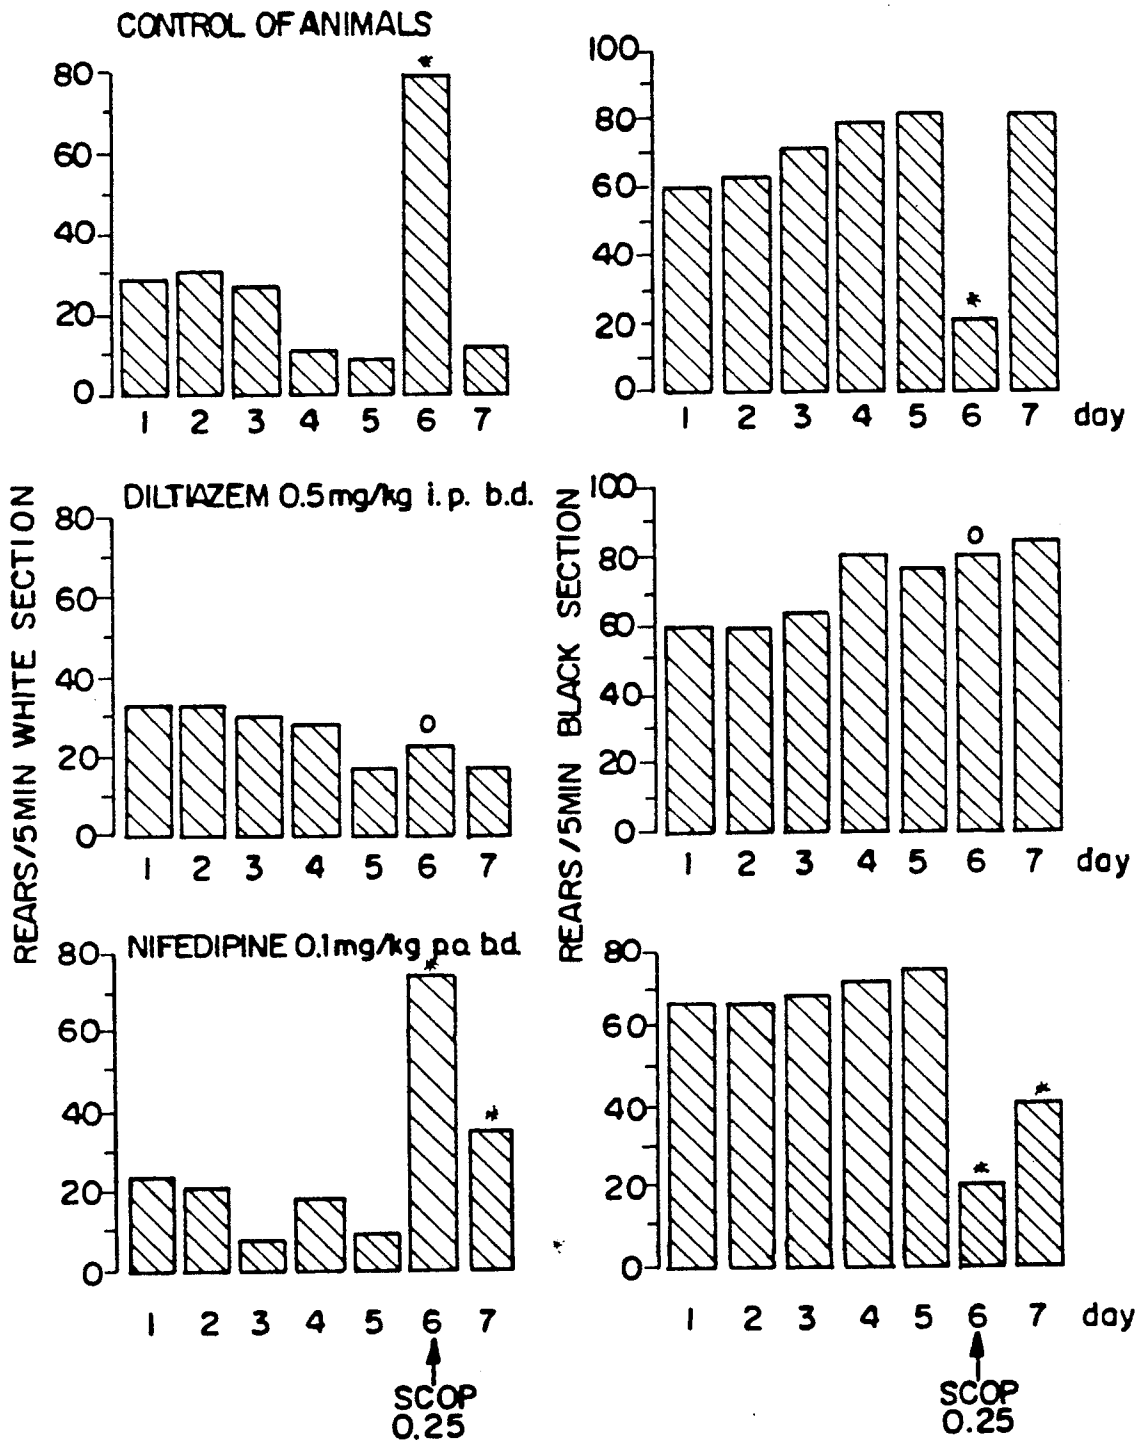 CONTROL OF ANIMALS
80
60
40
20
0
*
1 2 3 4 5 6 7
100
80
60
40
20
0
*
1 2 3 4 5 6 7 day
REARS/5MIN WHITE SECTION
DILTIAZEM 0.5mg/kg i.p. b.d.
80
60
40
20
0
o
1 2 3 4 5 6 7
REARS/5MIN BLACK SECTION
100
80
60
40
20
0
o
1 2 3 4 5 6 7 day
NIFEDIPINE 0.1mg/kg p.o. b.d.
80
60
40
20
0
* *
1 2 3 4 5 6 7
SCOP
0.25
80
60
40
20
0
* *
1 2 3 4 5 6 7 day
SCOP
0.25